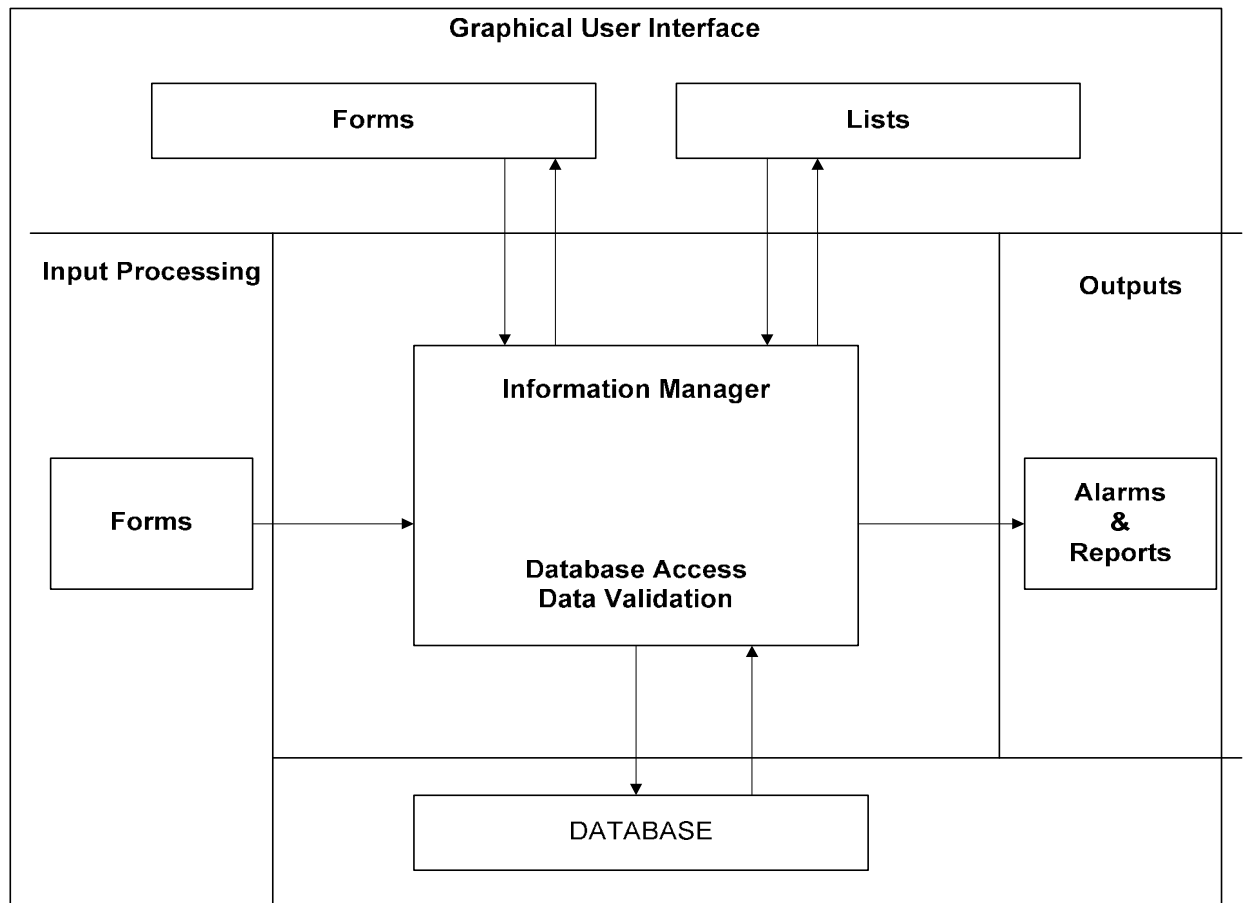 Graphical User Interface
Forms
Lists
Input Processing
Outputs
Information Manager
Forms
Alarms
&
Reports
Database Access
Data Validation
DATABASE